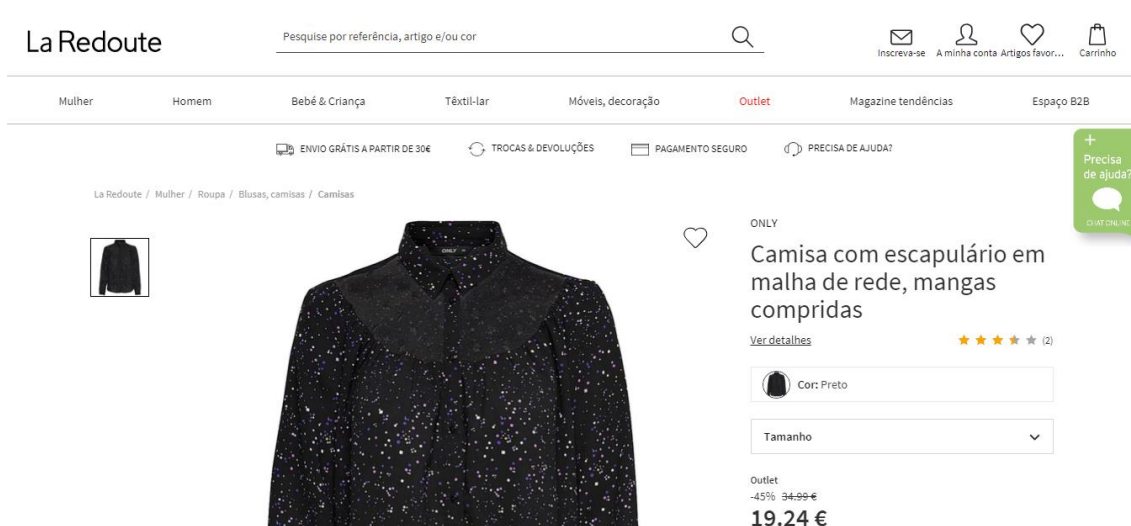 La Redoute
Pesquise por referência, artigo e/ou cor
Inscreva-se
A minha conta
Artigos favor...
Carrinho
Mulher
Homem
Bebé & Criança
Têxtil-lar
Móveis, decoração
Outlet
Magazine tendências
Espaço B2B
ENVIO GRÁTIS A PARTIR DE 30€
TROCAS & DEVOLUÇÕES
PAGAMENTO SEGURO
PRECISA DE AJUDA?
+
Precisa
de ajuda?
CHAT ONLINE
La Redoute / Mulher / Roupa / Blusas, camisas / Camisas
ONLY
ONLY
Camisa com escapulário em
malha de rede, mangas
compridas
Ver detalhes
(2)
Cor: Preto
Tamanho
Outlet
-45% 34.99 €
19.24 €